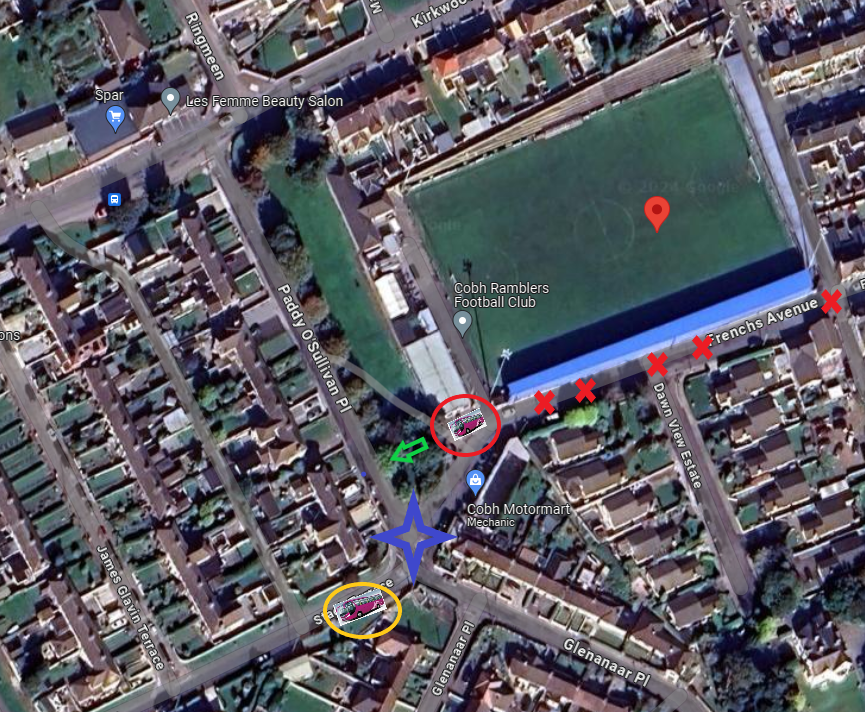 Ringmeen
Kirkwoo
Spar
Les Femme Beauty Salon
© 2024 Google
Paddy O'Sullivan Pl
Cobh Ramblers
Football Club
Frenchs Avenue
ons
Dawn View Estate
Cobh Motormart
Mechanic
James Glavin Terrace
Glenanaar Pl
Glenanaar Pl